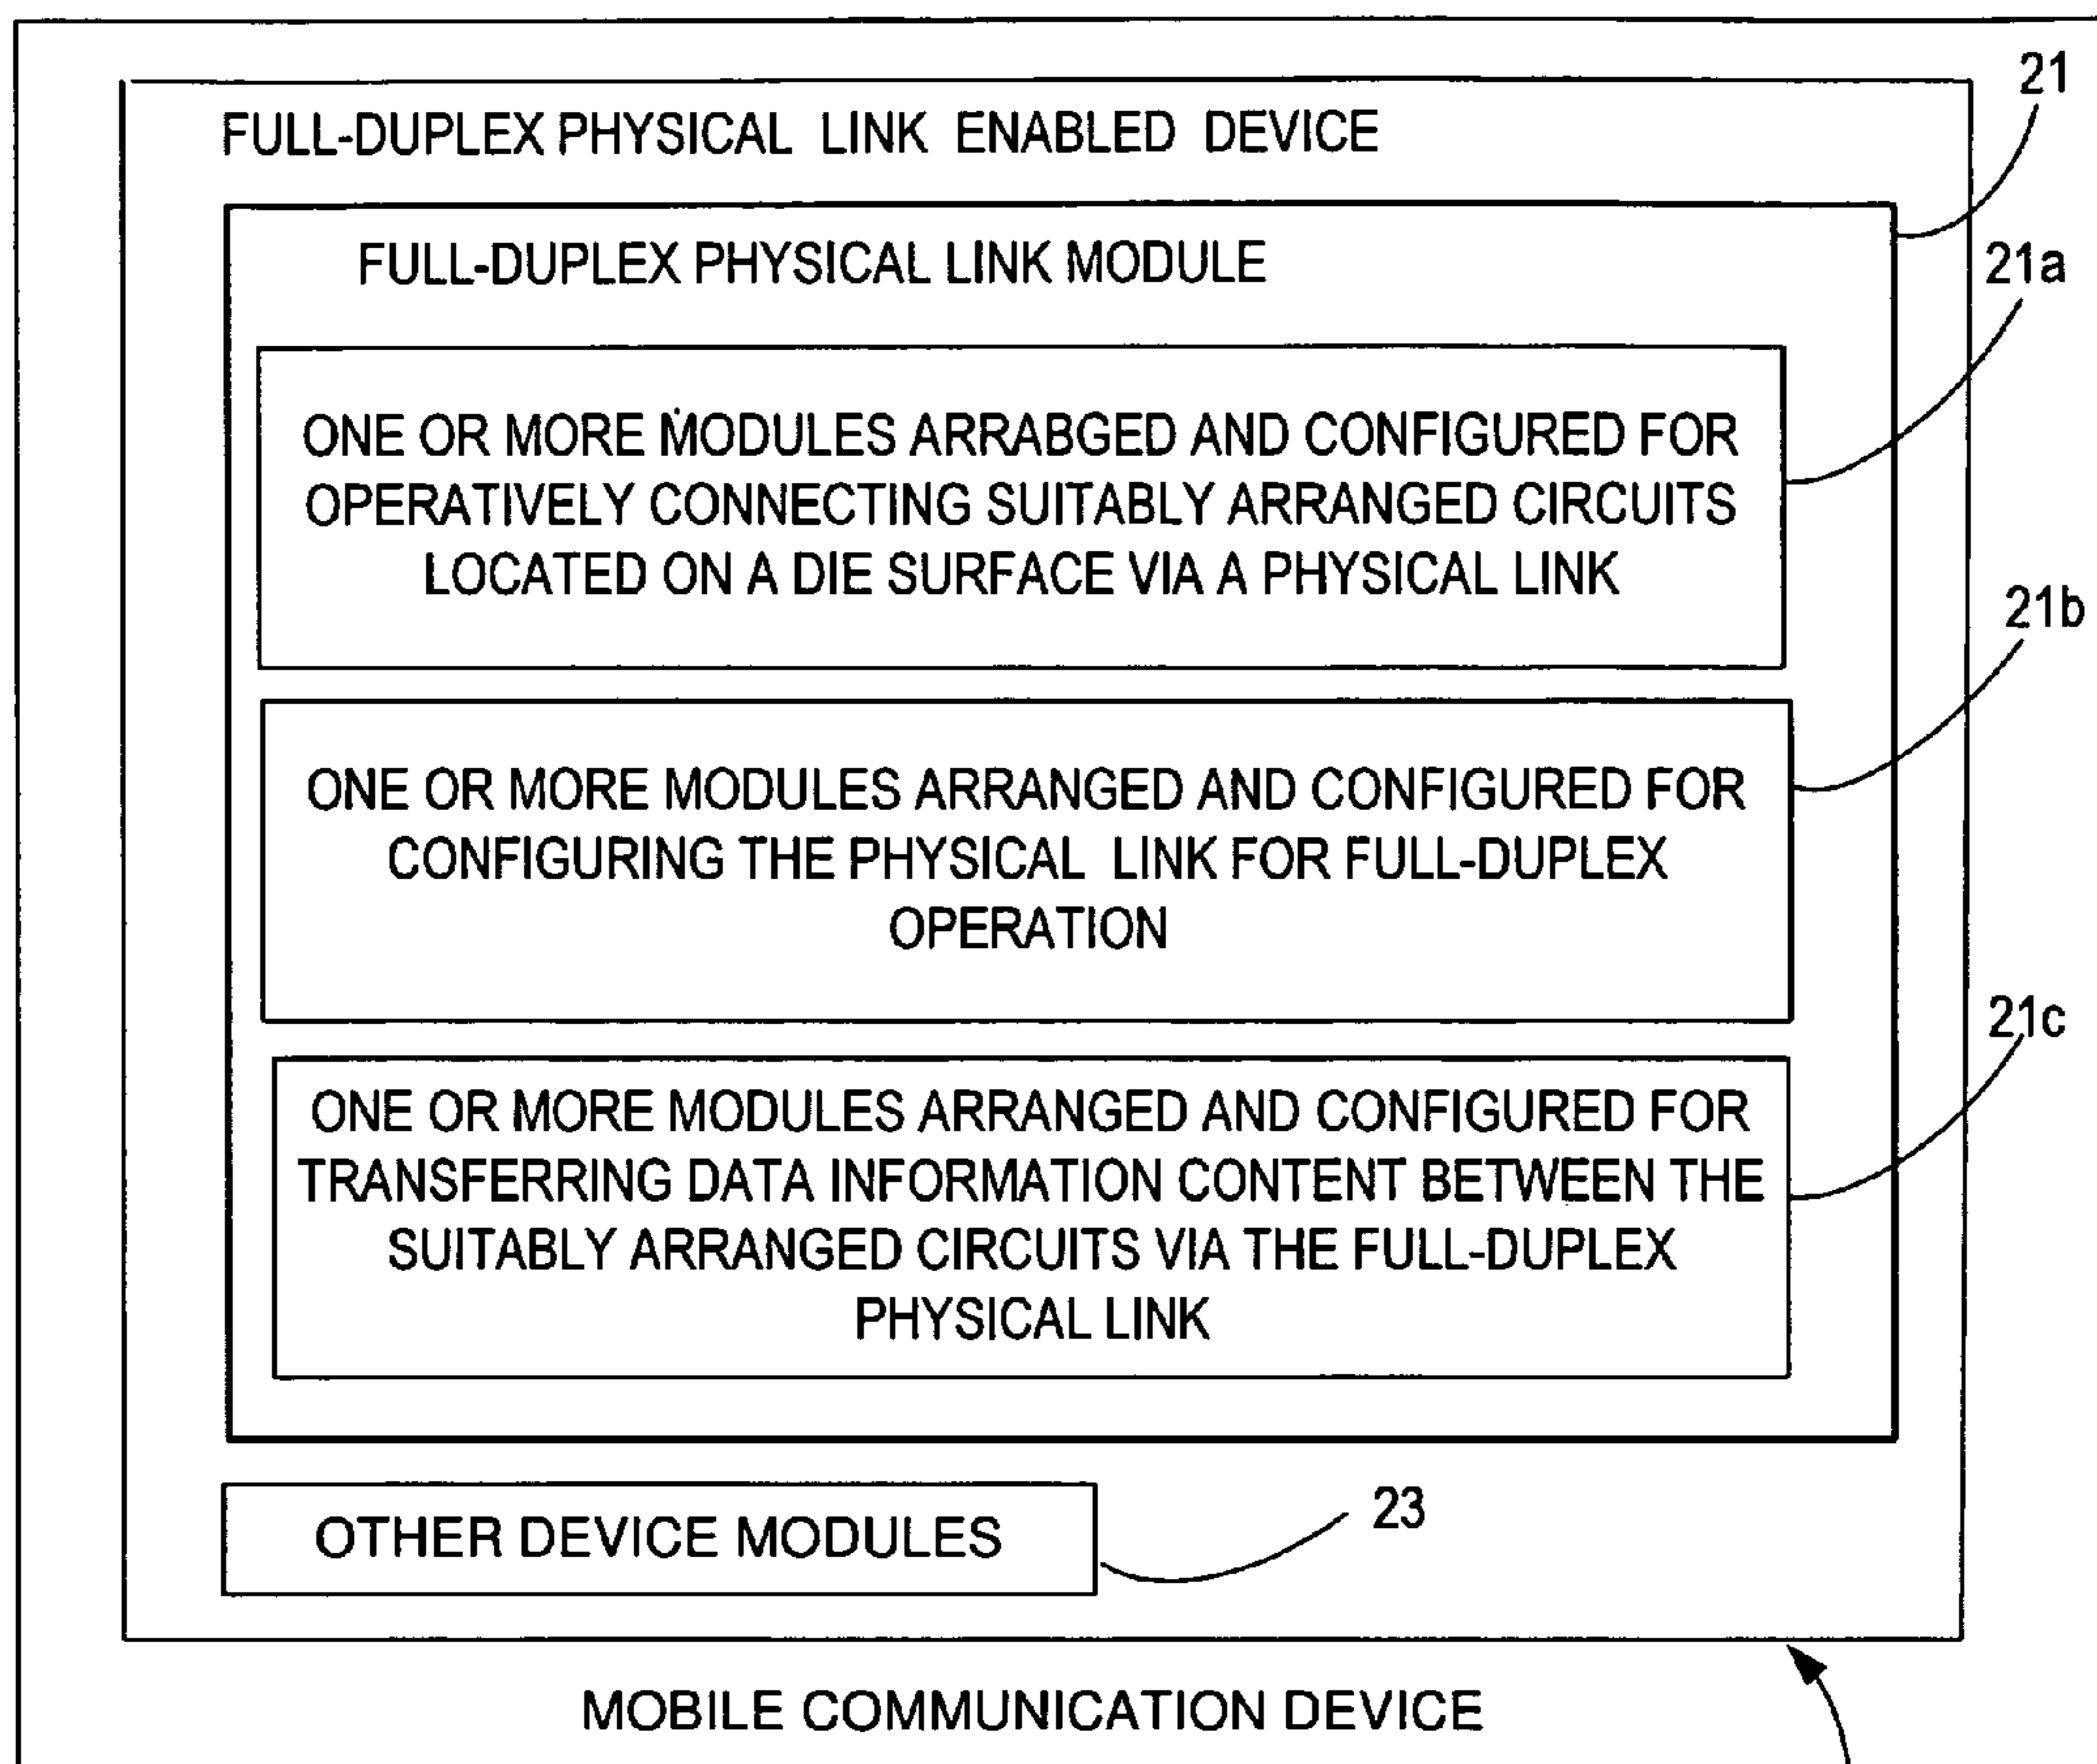 21
FULL-DUPLEX PHYSICAL LINK ENABLED DEVICE
FULL-DUPLEX PHYSICAL LINK MODULE
21a
ONE OR MORE MODULES ARRABGED AND CONFIGURED FOR
OPERATIVELY CONNECTING SUITABLY ARRANGED CIRCUITS
LOCATED ON A DIE SURFACE VIA A PHYSICAL LINK
21b
ONE OR MORE MODULES ARRANGED AND CONFIGURED FOR
CONFIGURING THE PHYSICAL LINK FOR FULL-DUPLEX
OPERATION
21c
ONE OR MORE MODULES ARRANGED AND CONFIGURED FOR
TRANSFERRING DATA INFORMATION CONTENT BETWEEN THE
SUITABLY ARRANGED CIRCUITS VIA THE FULL-DUPLEX
PHYSICAL LINK
OTHER DEVICE MODULES
23
MOBILE COMMUNICATION DEVICE